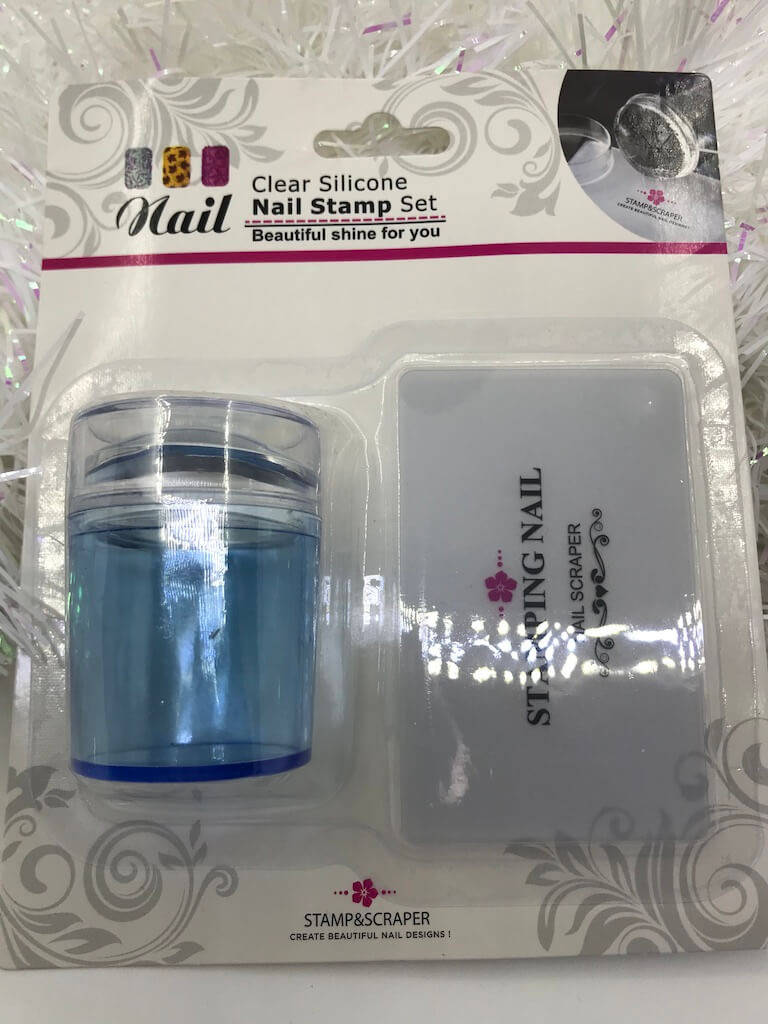 Nail
Clear Silicone
Nail Stamp Set
Beautiful shine for you
STAMP&SCRAPER
CREATE BEAUTIFUL NAIL DESIGNS !
STAMPING NAIL
NAIL SCRAPER
STAMP&SCRAPER
CREATE BEAUTIFUL NAIL DESIGNS !